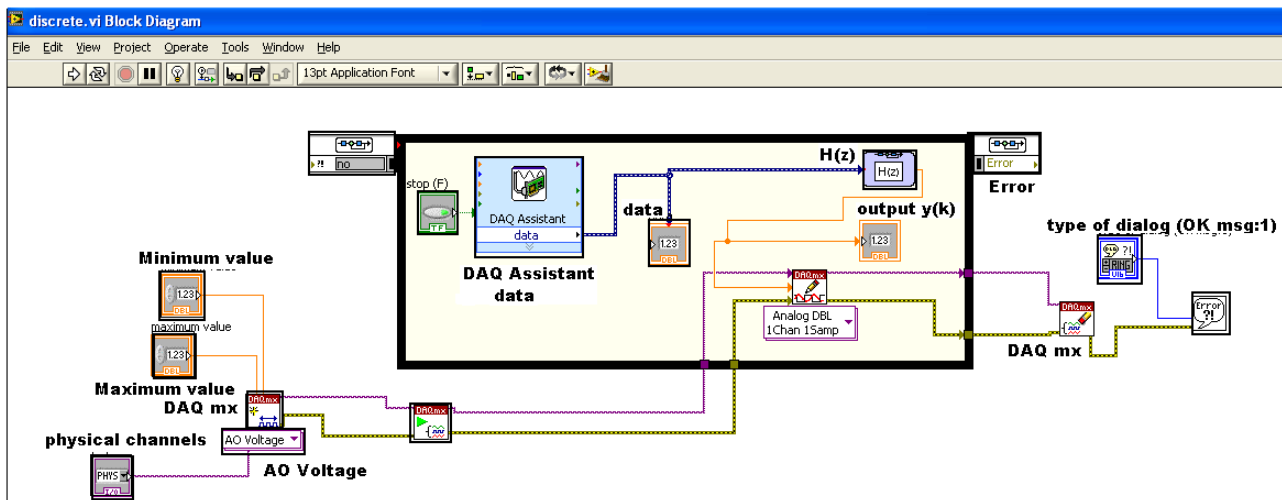 discrete.vi Block Diagram
File Edit View Project Operate Tools Window Help
13pt Application Font
?! no
Error
Error
stop (F)
TF
DAQ Assistant
data
DAQ Assistant
data
data
1.23
DBL
H(z)
H(z)
output y(k)
1.23
DBL
type of dialog (OK msg:1)
?!
RING
U16
Error
?!
Minimum value
1.23
DBL
maximum value
1.23
DBL
Maximum value
DAQmx
Analog DBL
1Chan 1Samp
DAQmx
DAQ mx
DAQ mx
DAQmx
AO Voltage
DAQmx
physical channels
AO Voltage
PHYS
I/O